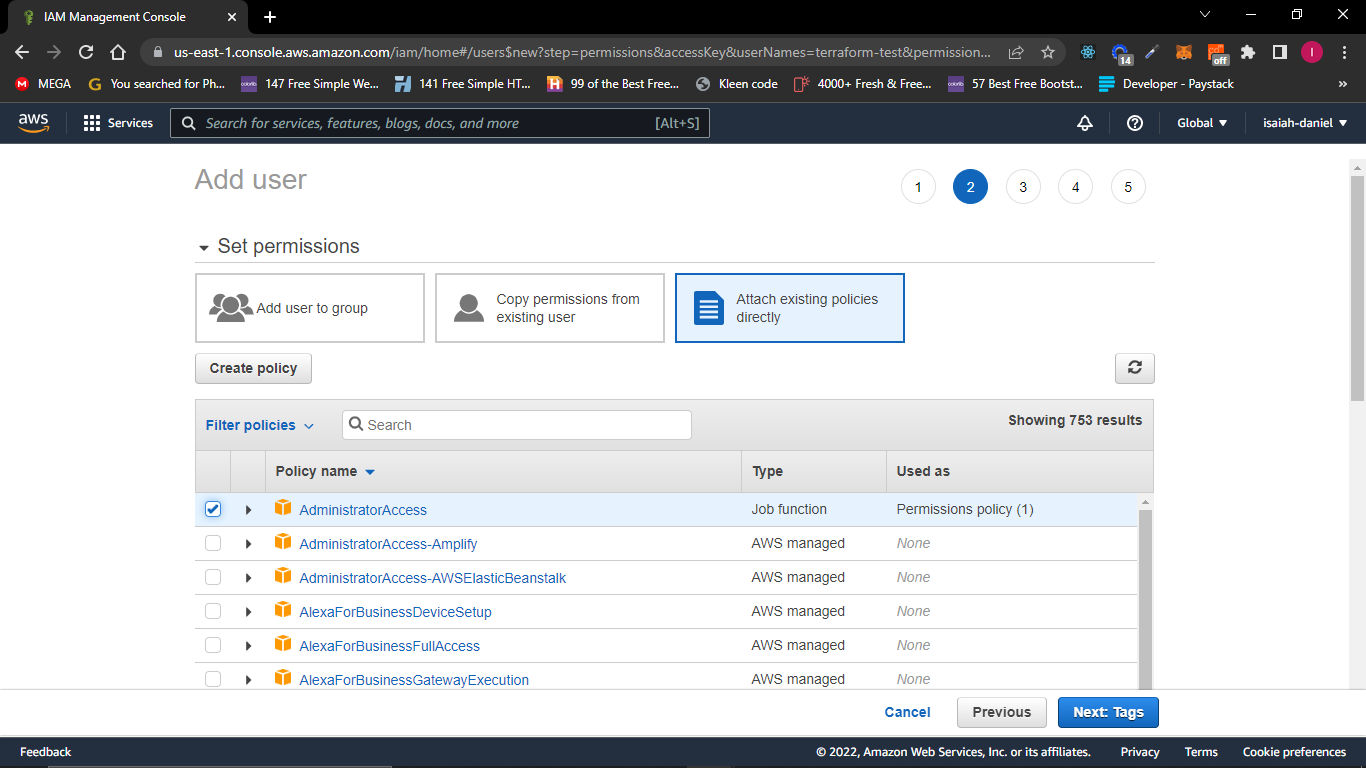 IAM Management Console
us-east-1.console.aws.amazon.com/iam/home#/users$new?step=permissions&accessKey&userNames=terraform-test&permission...
14
off
I
MEGA
You searched for Ph...
147 Free Simple We...
141 Free Simple HT...
99 of the Best Free...
Kleen code
4000+ Fresh & Free...
57 Best Free Bootst...
Developer - Paystack
»
aws
Services
Search for services, features, blogs, docs, and more
[Alt+S]
Global
isaiah-daniel
Add user
1
2
3
4
5
Set permissions
Add user to group
Copy permissions from
existing user
Attach existing policies
directly
Create policy
Filter policies
Search
Showing 753 results
Policy name
Type
Used as
AdministratorAccess
Job function
Permissions policy (1)
AdministratorAccess-Amplify
AWS managed
None
AdministratorAccess-AWSElasticBeanstalk
AWS managed
None
AlexaForBusinessDeviceSetup
AWS managed
None
AlexaForBusinessFullAccess
AWS managed
None
AlexaForBusinessGatewayExecution
AWS managed
None
Cancel
Previous
Next: Tags
Feedback
© 2022, Amazon Web Services, Inc. or its affiliates.
Privacy
Terms
Cookie preferences